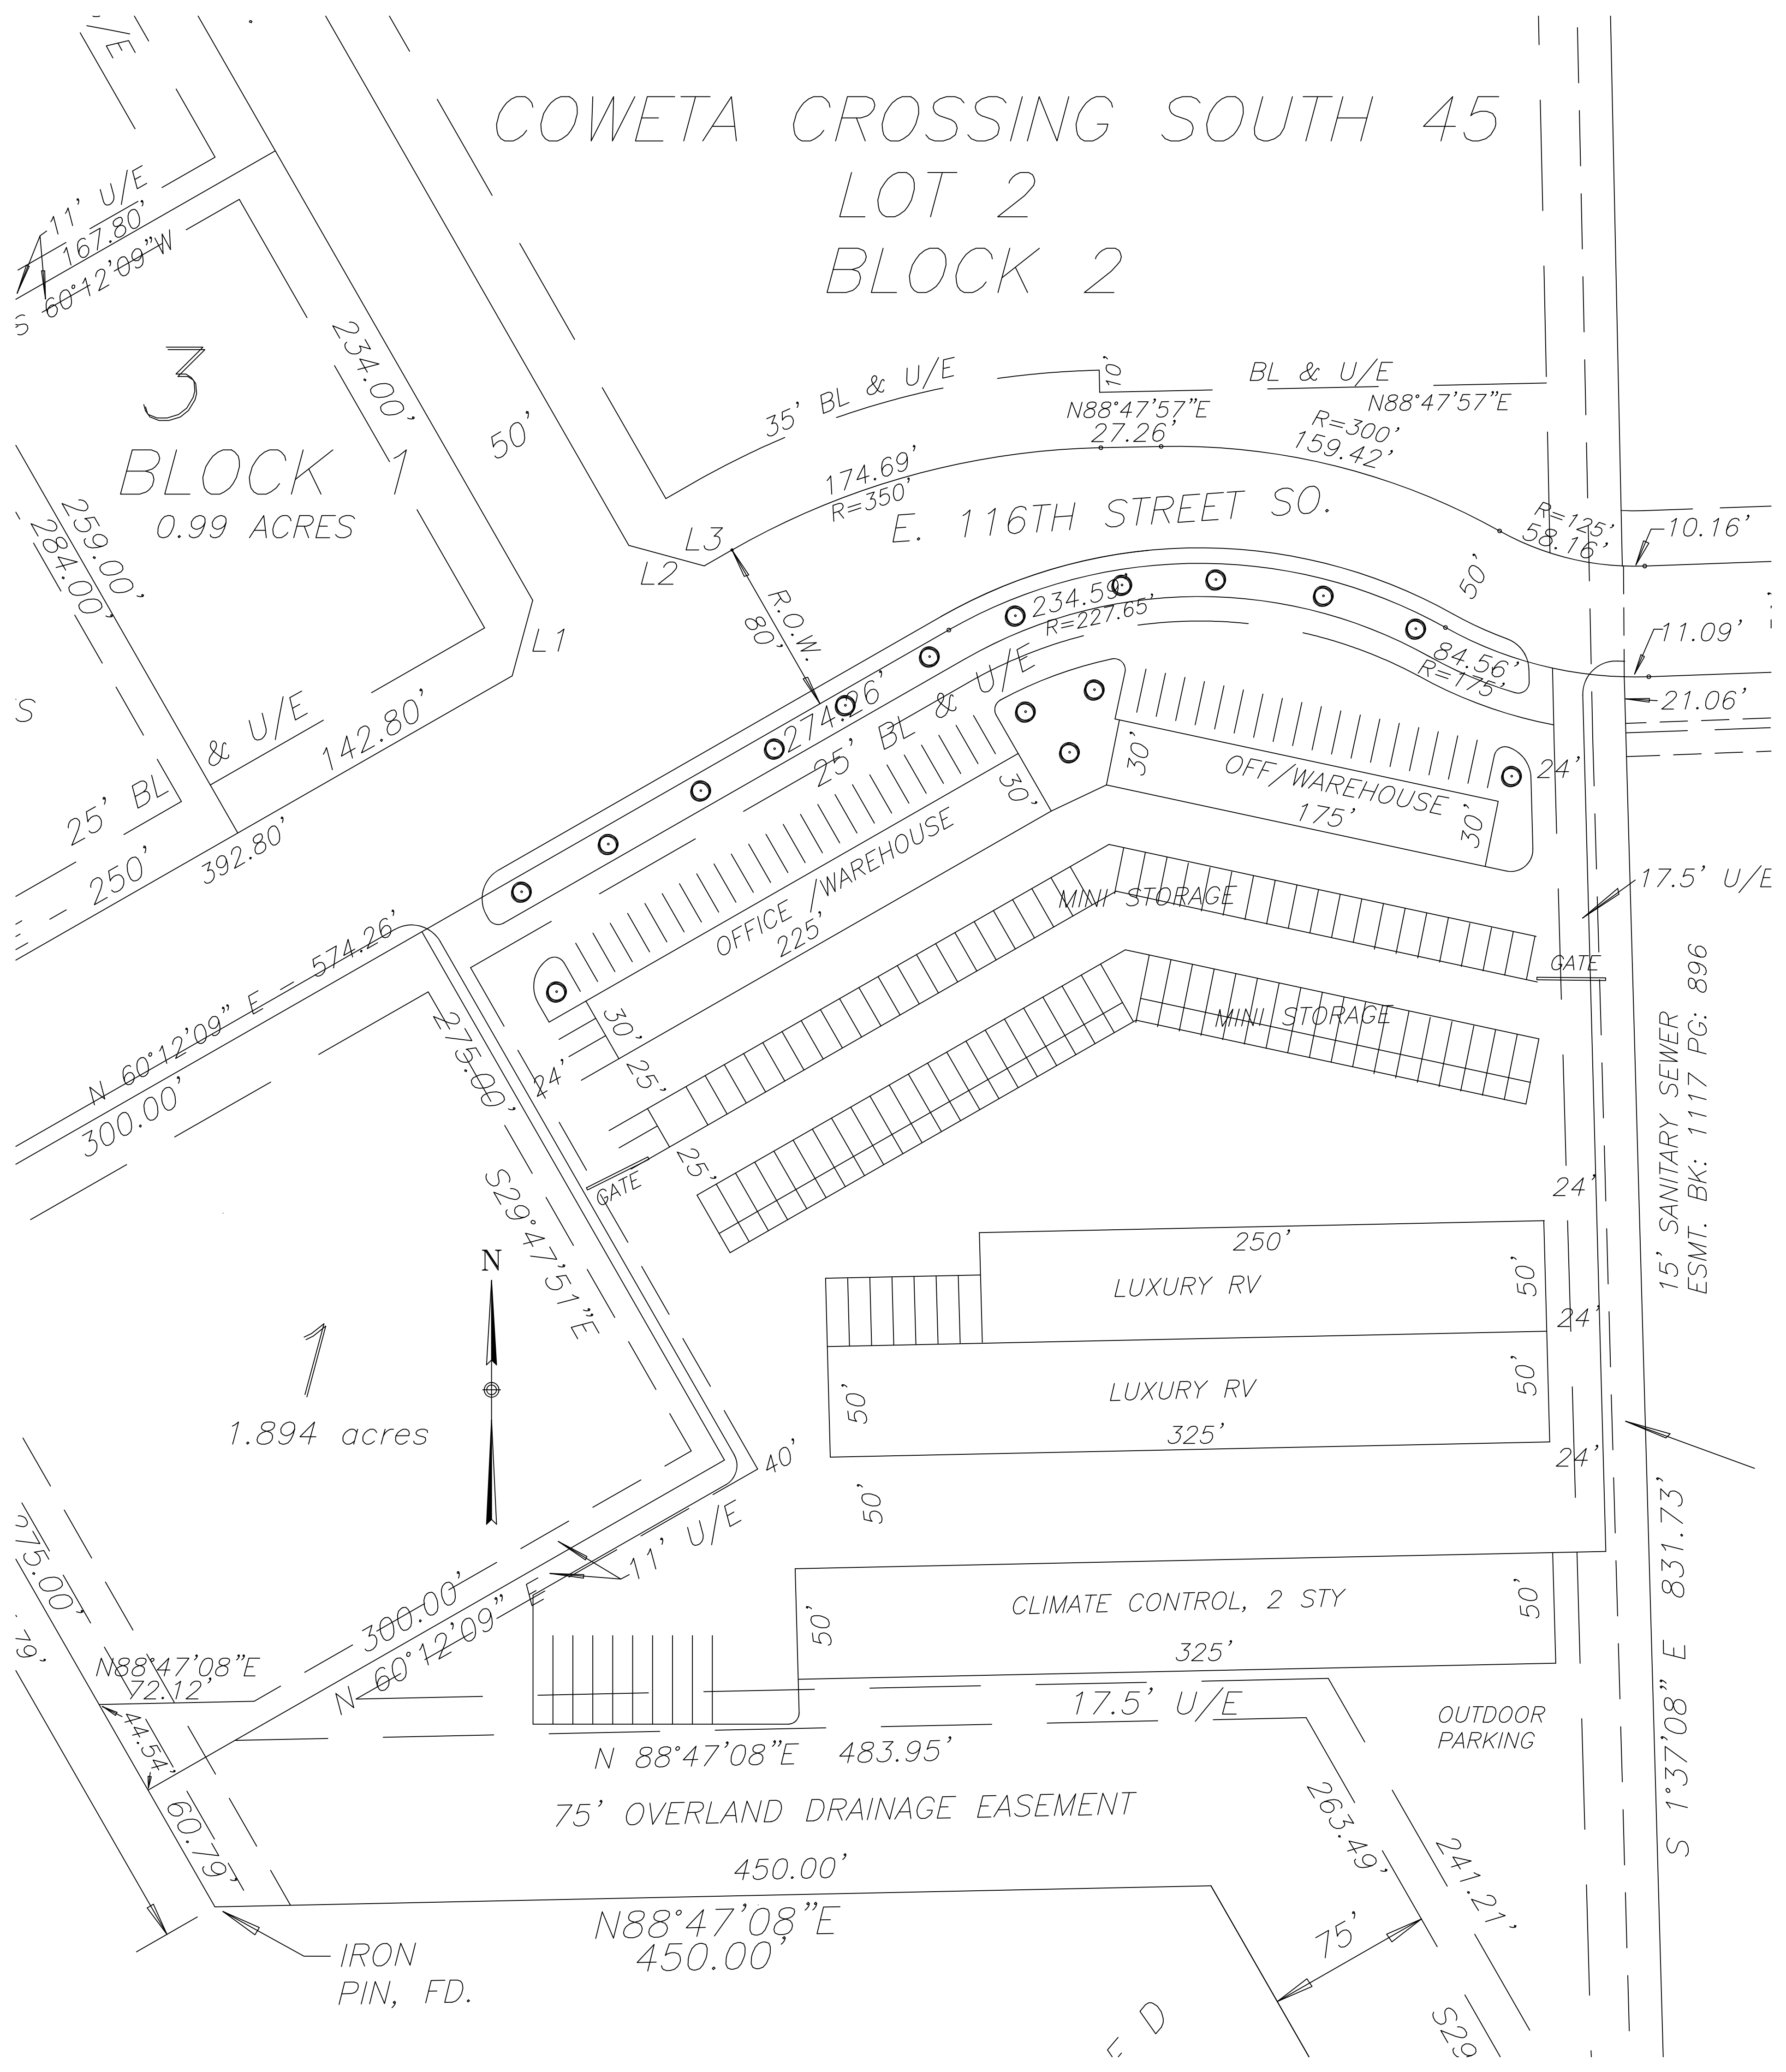 COWETA CROSSING SOUTH 45
LOT 2
BLOCK 2
/E
11' U/E
167.80'
S 60°12'09"W
234.00'
3
BLOCK 1
0.99 ACRES
50'
35' BL & U/E
10'
BL & U/E
N88°47'57"E
27.26'
N88°47'57"E
R=300'
159.42'
174.69'
R=350'
E. 116TH STREET SO.
R=125'
58.16'
10.16'
L3
L2
L1
259.00'
284.00'
R.O.W.
80'
234.59'
R=227.65'
50'
84.56'
R=175'
11.09'
21.06'
S
& U/E
142.80'
274.26'
25' BL & U/E
30'
30'
OFF/WAREHOUSE
175'
30'
24'
25' BL
250'
392.80'
OFFICE /WAREHOUSE
225'
MINI STORAGE
17.5' U/E
N 60°12'09" E - 574.26'
300.00'
275.00'
30'
24'
25'
25'
GATE
GATE
MINI STORAGE
15' SANITARY SEWER
ESMT. BK: 1117 PG: 896
S29°47'51"E
24'
N
250'
LUXURY RV
50'
24'
1
1.894 acres
50'
LUXURY RV
50'
325'
24'
40'
50'
11' U/E
275.00'
79'
300.00'
N 60°12'09" E
CLIMATE CONTROL, 2 STY
50'
50'
325'
S 1°37'08" E 831.73'
N88°47'08"E
72.12'
44.54'
17.5' U/E
OUTDOOR
PARKING
N 88°47'08"E 483.95'
75' OVERLAND DRAINAGE EASEMENT
60.79'
263.49'
241.21'
450.00'
N88°47'08"E
450.00'
75'
IRON
PIN, FD.
S29
D